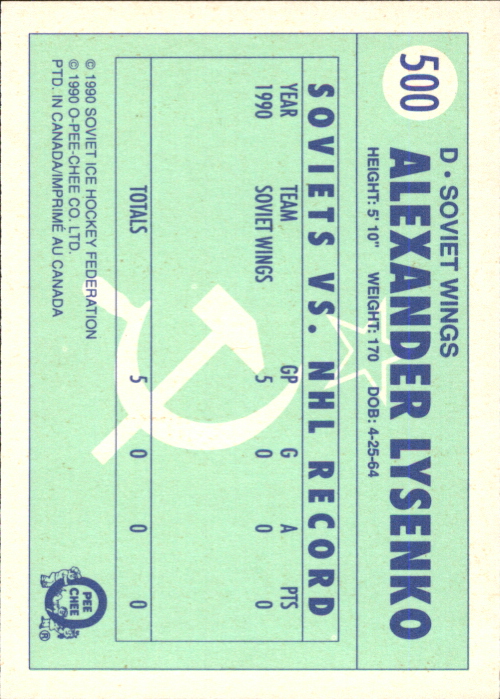 500
D • SOVIET WINGS
ALEXANDER LYSENKO
HEIGHT: 5' 10" WEIGHT: 170 DOB: 4-25-64
SOVIETS VS. NHL RECORD
YEAR TEAM GP G A PTS
1990 SOVIET WINGS 5 0 0 0
TOTALS 5 0 0 0
© 1990 SOVIET ICE HOCKEY FEDERATION
© 1990 O-PEE-CHEE CO. LTD.
PTD. IN CANADA/IMPRIMÉ AU CANADA
O
PEE
CHEE
®